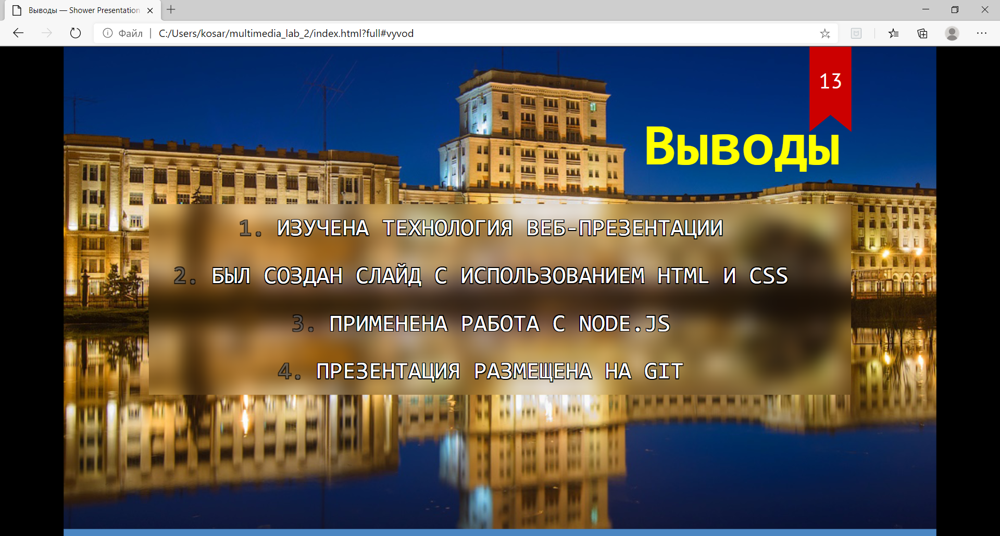 Выводы — Shower Presentation
Файл C:/Users/kosar/multimedia_lab_2/index.html?full#vyvod
13
Выводы
1. ИЗУЧЕНА ТЕХНОЛОГИЯ ВЕБ-ПРЕЗЕНТАЦИИ
2. БЫЛ СОЗДАН СЛАЙД С ИСПОЛЬЗОВАНИЕМ HTML И CSS
3. ПРИМЕНЕНА РАБОТА С NODE.JS
4. ПРЕЗЕНТАЦИЯ РАЗМЕЩЕНА НА GIT